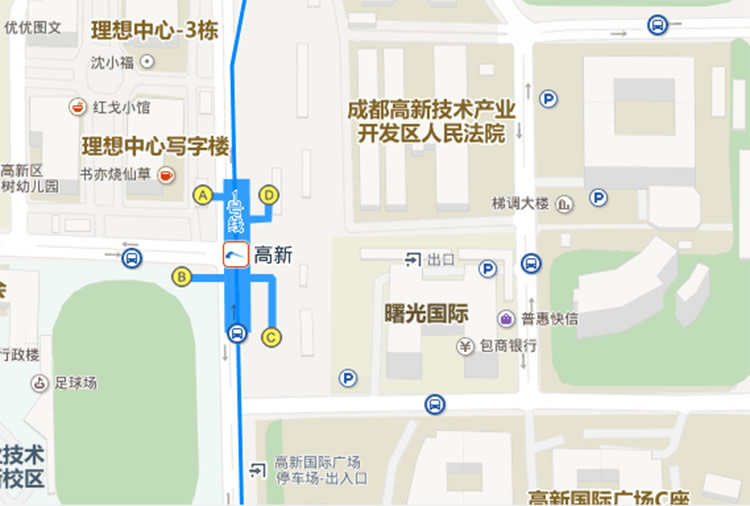 优优图文
理想中心-3栋
沈小福
红戈小馆
理想中心写字楼
书亦烧仙草
高新区
树幼儿园
成都高新技术产业
开发区人民法院
P
梯调大楼
P
A
D
1号线
高新
B
C
出口
P
曙光国际
普惠快信
¥
包商银行
P
会
行政楼
足球场
业技术
新校区
高新国际广场
停车场-出入口
高新国际广场C座